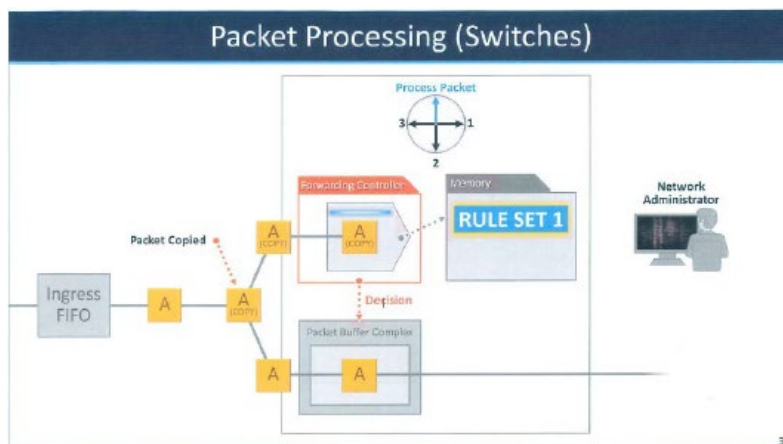 Packet Processing (Switches)
Process Packet
3
1
2
Forwarding Controller
Memory
A
(COPY)
A
(COPY)
RULE SET 1
Network
Administrator
Packet Copied
Ingress
FIFO
A
A
(COPY)
Decision
Packet Buffer Complex
A
A